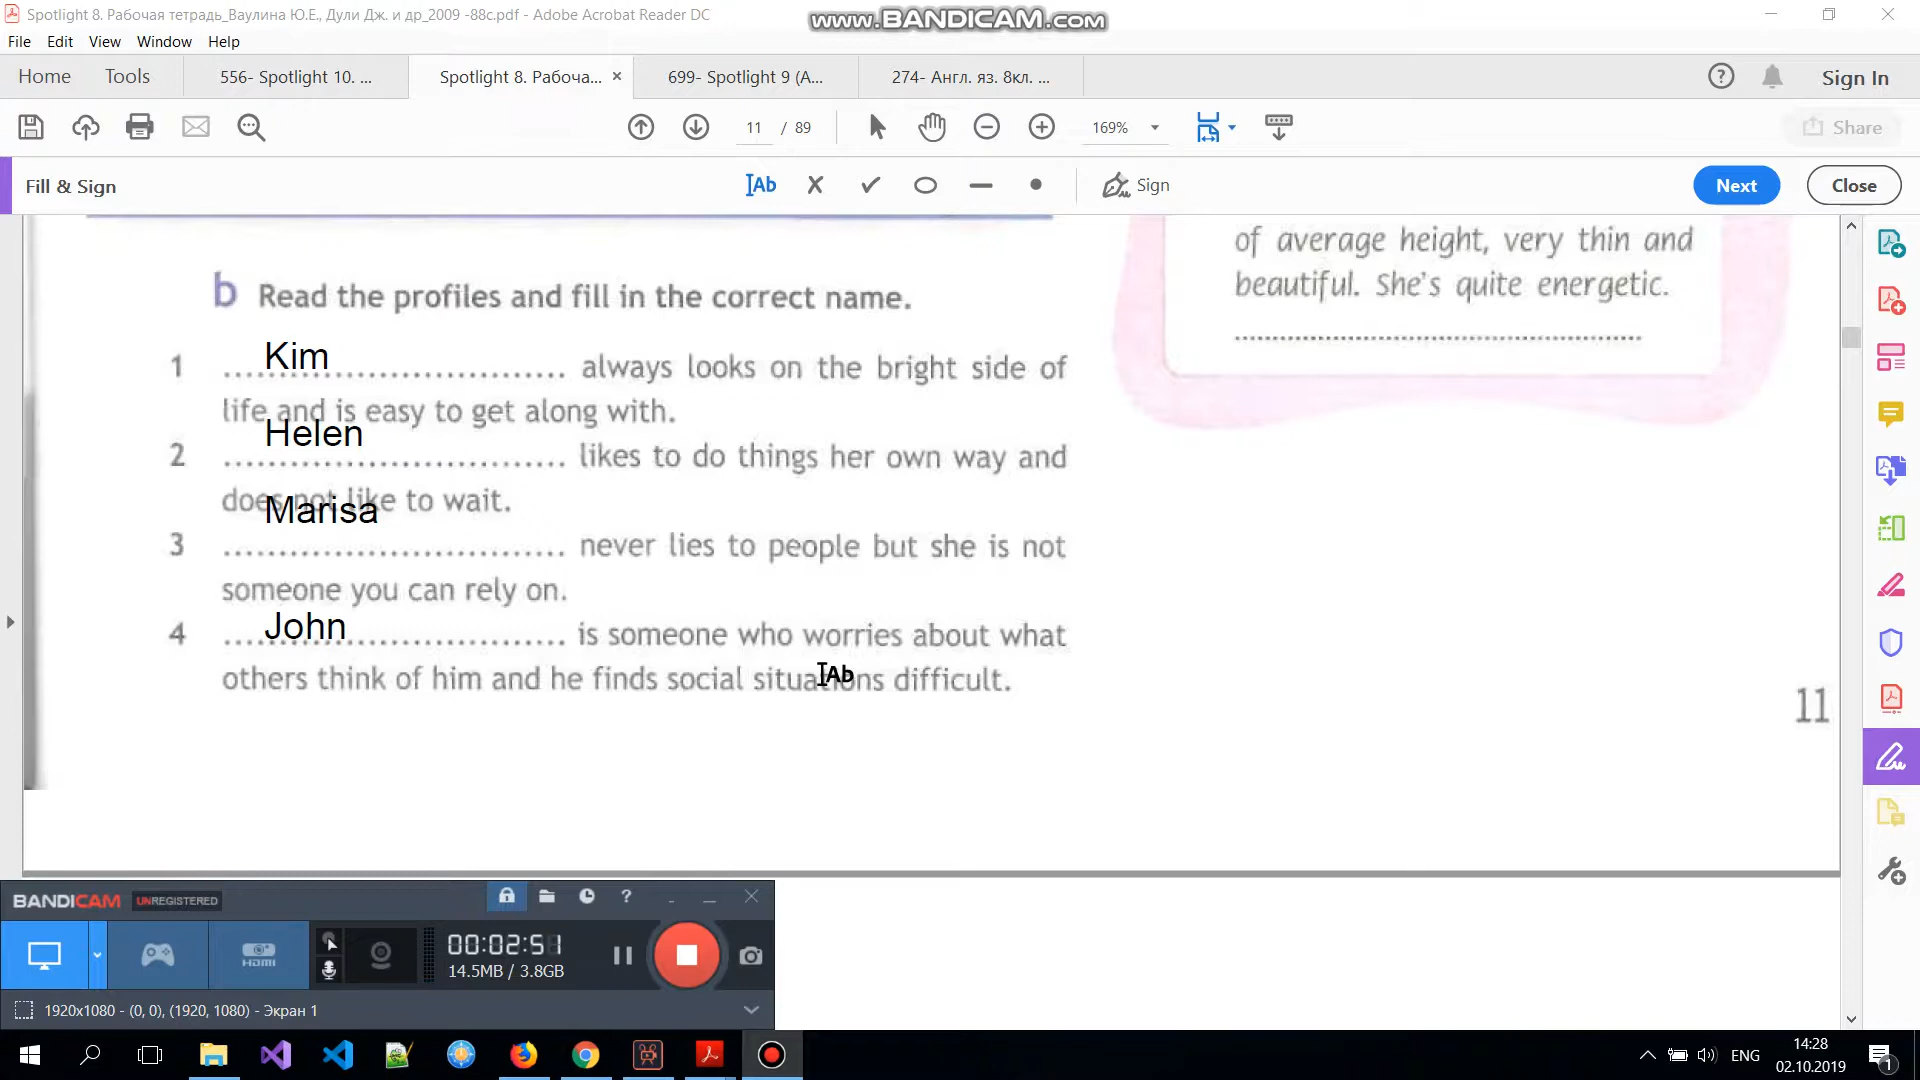 Spotlight 8. Рабочая тетрадь_Ваулина Ю.Е., Дули Дж. и др_2009 -88с.pdf - Adobe Acrobat Reader DC
www.BANDICAM.com
File Edit View Window Help
Home Tools 556- Spotlight 10. ... Spotlight 8. Рабоча... × 699- Spotlight 9 (A... 274- Англ. яз. 8кл. ... Sign In
11 / 89 169% Share
Fill & Sign Ab Sign Next Close
of average height, very thin and
beautiful. She's quite energetic.
b Read the profiles and fill in the correct name.
1 Kim always looks on the bright side of
life and is easy to get along with.
Helen
2 likes to do things her own way and
does not like to wait.
Marisa
3 never lies to people but she is not
someone you can rely on.
4 John is someone who worries about what
others think of him and he finds social situations difficult.
Ab
11
BANDICAM UNREGISTERED
HDMI
00:02:51
14.5MB / 3.8GB
1920x1080 - (0, 0), (1920, 1080) - Экран 1
ENG
14:28
02.10.2019
1